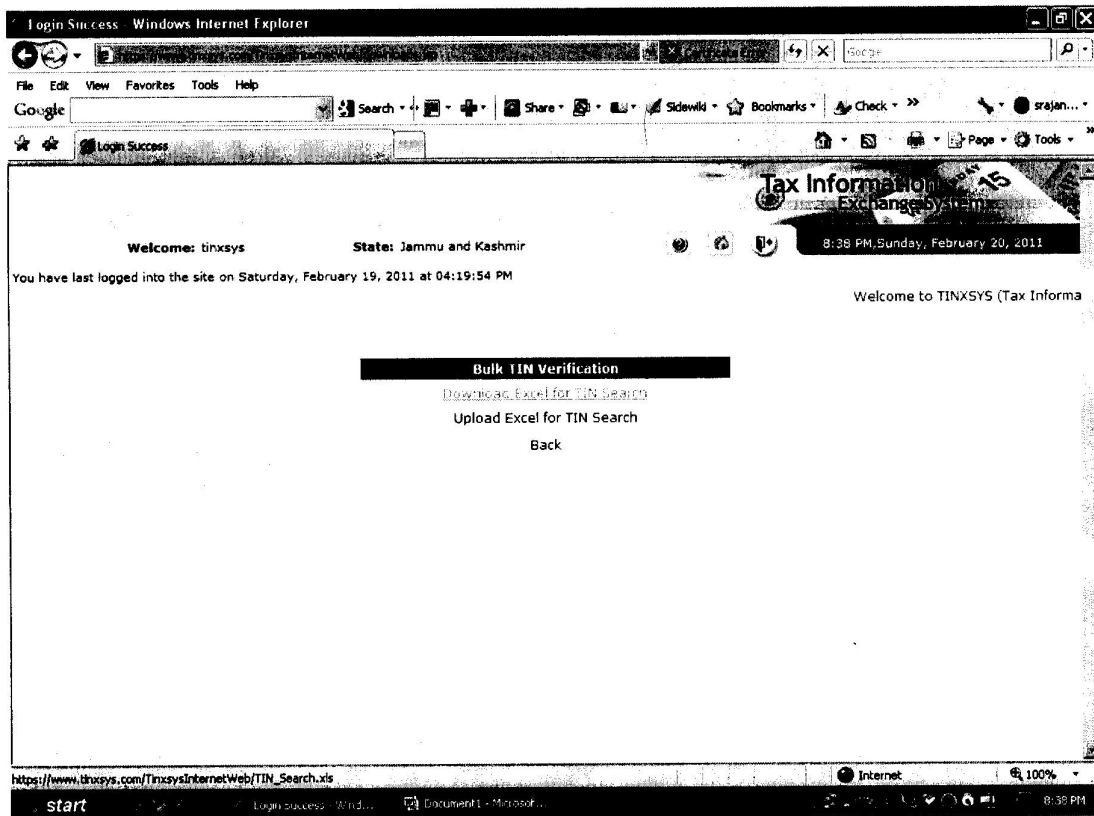 Login Success - Windows Internet Explorer
Certificate Error
Google
File Edit View Favorites Tools Help
Google Search Share Sidewiki Bookmarks Check » srajan...
Login Success Page Tools »
Tax Information
Exchange System
Welcome: tinxsys State: Jammu and Kashmir 8:38 PM,Sunday, February 20, 2011
You have last logged into the site on Saturday, February 19, 2011 at 04:19:54 PM
Welcome to TINXSYS (Tax Informa
Bulk TIN Verification
Download Excel for TIN Search
Upload Excel for TIN Search
Back
https://www.tinxsys.com/TinxsysInternetWeb/TIN_Search.xls Internet 100%
start Login Success - Wind... Document1 - Microsof... 8:38 PM